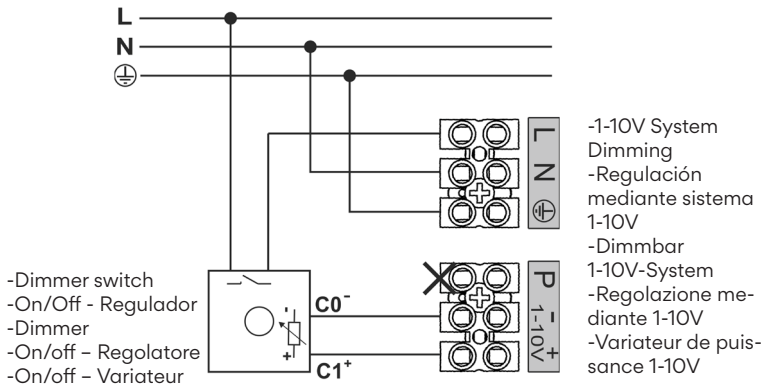 L
N
L
N
-1-10V System
Dimming
-Regulación
mediante sistema
1-10V
-Dimmbar
1-10V-System
-Regolazione me-
diante 1-10V
-Variateur de puis-
sance 1-10V
-Dimmer switch
-On/Off - Regulador
-Dimmer
-On/off – Regolatore
-On/off – Variateur
-
+
C0⁻
C1⁺
P - +
1-10V